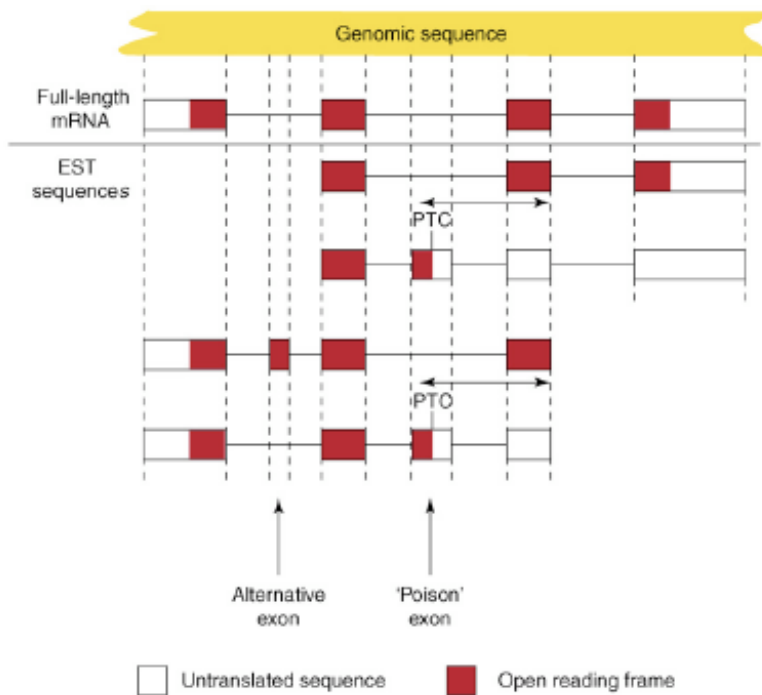 Genomic sequence
Full-length
mRNA
EST
sequences
PTC
PTC
Alternative
exon
'Poison'
exon
Untranslated sequence
Open reading frame